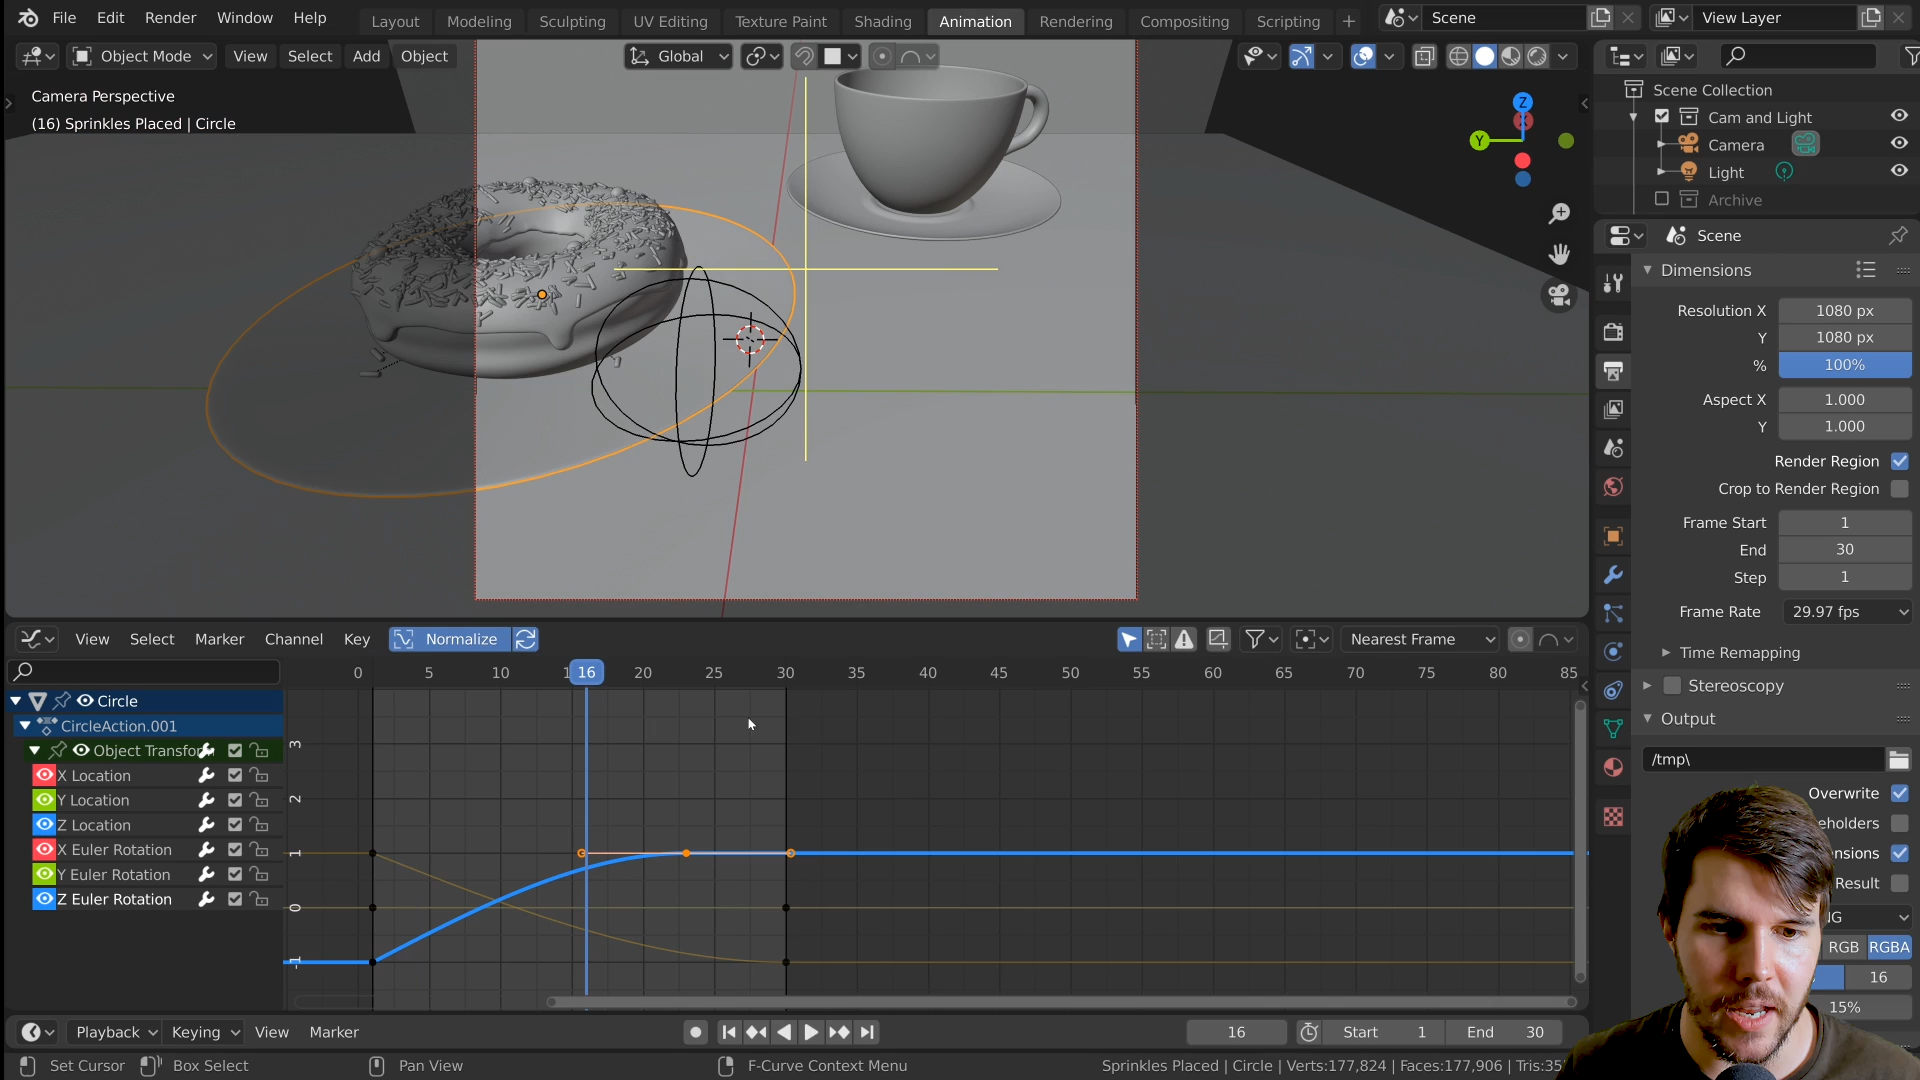 File Edit Render Window Help Layout Modeling Sculpting UV Editing Texture Paint Shading Animation Rendering Compositing Scripting + Scene View Layer
Object Mode View Select Add Object Global
Camera Perspective
(16) Sprinkles Placed | Circle
Z
Y
Scene Collection
Cam and Light
Camera
Light
Archive
Scene
Dimensions
Resolution X 1080 px
Y 1080 px
% 100%
Aspect X 1.000
Y 1.000
Render Region
Crop to Render Region
Frame Start 1
End 30
Step 1
Frame Rate 29.97 fps
Time Remapping
Stereoscopy
Output
/tmp\
Overwrite
eholders
nsions
Result
NG
RGB RGBA
16
15%
View Select Marker Channel Key Normalize Nearest Frame
0 5 10 1 16 20 25 30 35 40 45 50 55 60 65 70 75 80 85
Circle
CircleAction.001
Object Transfor
X Location
Y Location
Z Location
X Euler Rotation
Y Euler Rotation
Z Euler Rotation
3
2
1
0
-1
Playback Keying View Marker 16 Start 1 End 30
Set Cursor Box Select Pan View F-Curve Context Menu Sprinkles Placed | Circle | Verts:177,824 | Faces:177,906 | Tris:35